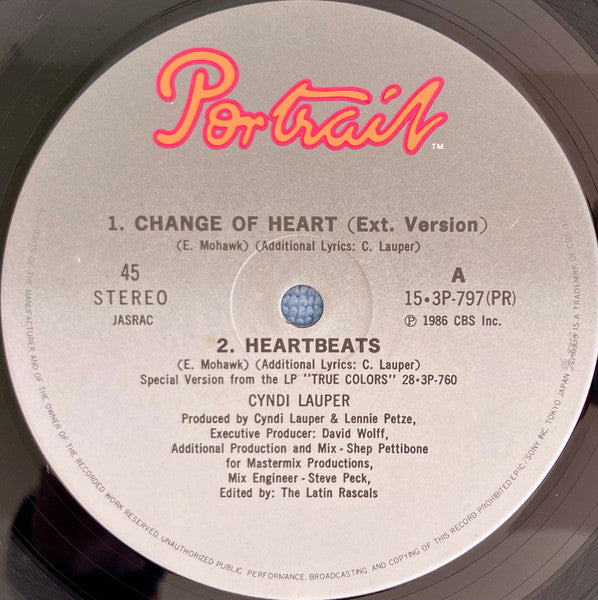 Portrait
TM
1. CHANGE OF HEART (Ext. Version)
(E. Mohawk) (Additional Lyrics: C. Lauper)
45
STEREO
JASRAC
A
15•3P-797(PR)
℗ 1986 CBS Inc.
2. HEARTBEATS
(E. Mohawk) (Additional Lyrics: C. Lauper)
Special Version from the LP "TRUE COLORS" 28•3P-760
CYNDI LAUPER
Produced by Cyndi Lauper & Lennie Petze,
Executive Producer: David Wolff,
Additional Production and Mix-Shep Pettibone
for Mastermix Productions,
Mix Engineer-Steve Peck,
Edited by: The Latin Rascals
OF THE MANUFACTURER AND OF THE OWNER OF THE RECORDED WORK RESERVED. UNAUTHORIZED PUBLIC PERFORMANCE, BROADCASTING AND COPYING OF THIS RECORD PROHIBITED EPIC/SONY INC. TOKYO JAPAN
IS A TRADEMARK OF CBS